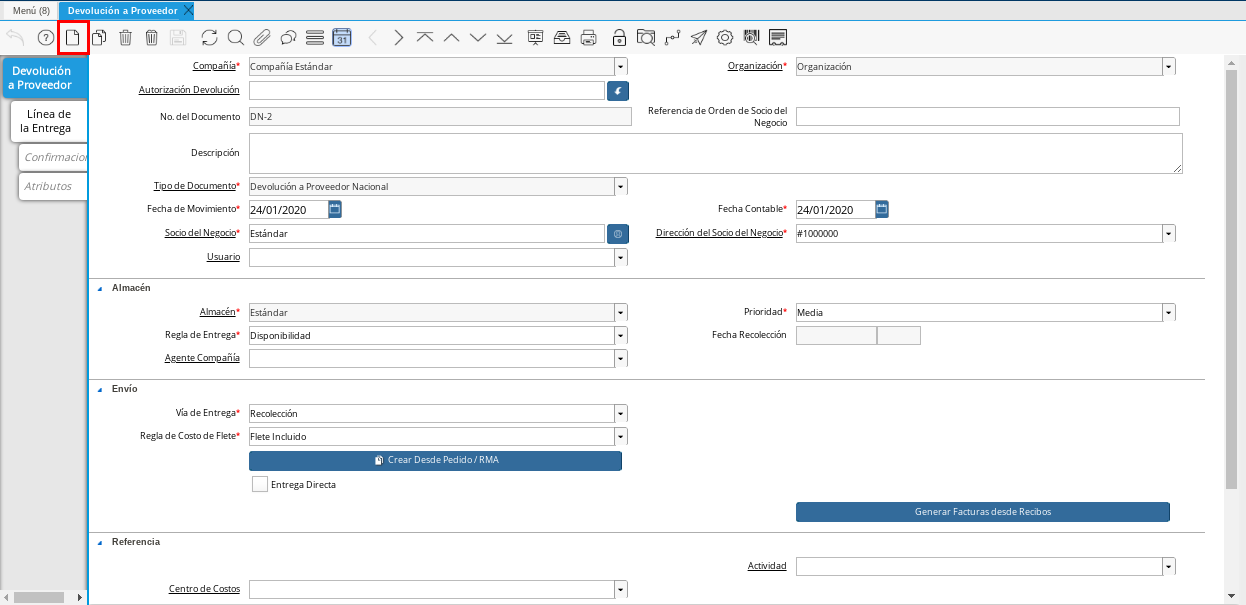 Menú (8)
Devolución a Proveedor
31
Devolución
a Proveedor
Línea de
la Entrega
Confirmacion
Atributos
Compañía* Compañía Estándar
Organización* Organización
Autorización Devolución
No. del Documento DN-2
Referencia de Orden de Socio del
Negocio
Descripción
Tipo de Documento* Devolución a Proveedor Nacional
Fecha de Movimiento* 24/01/2020
Fecha Contable* 24/01/2020
Socio del Negocio* Estándar
Dirección del Socio del Negocio* #1000000
Usuario
Almacén
Almacén* Estándar
Prioridad* Media
Regla de Entrega* Disponibilidad
Fecha Recolección
Agente Compañía
Envío
Vía de Entrega* Recolección
Regla de Costo de Flete* Flete Incluido
Crear Desde Pedido / RMA
Entrega Directa
Generar Facturas desde Recibos
Referencia
Actividad
Centro de Costos